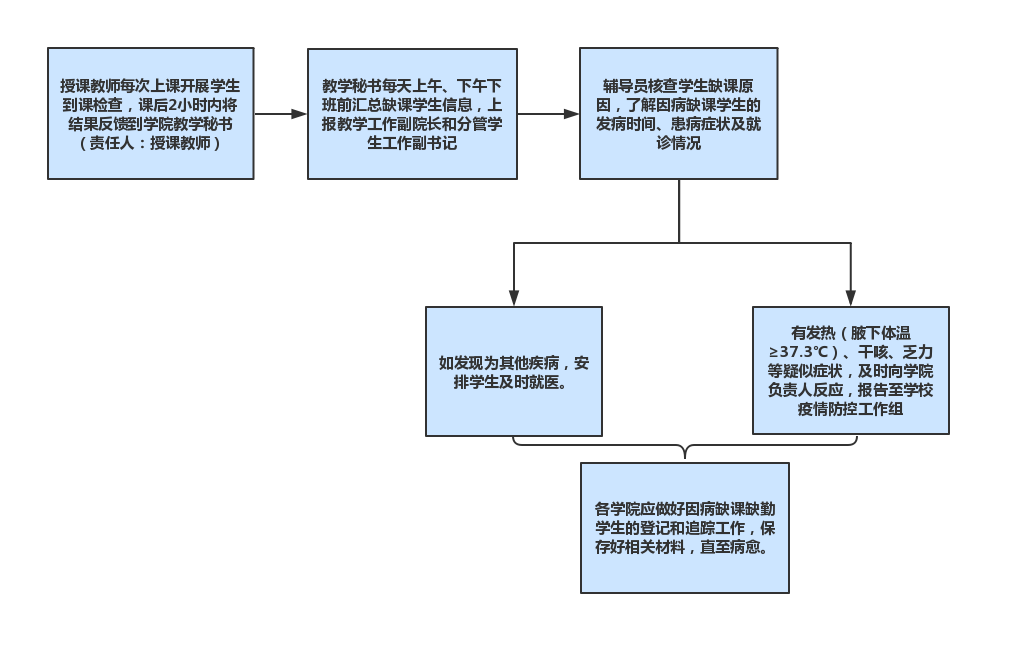 授课教师每次上课开展学生
到课检查，课后2小时内将
结果反馈到学院教学秘书
（责任人：授课教师）
教学秘书每天上午、下午下
班前汇总缺课学生信息，上
报教学工作副院长和分管学
生工作副书记
辅导员核查学生缺课原
因，了解因病缺课学生的
发病时间、患病症状及就
诊情况
如发现为其他疾病，安
排学生及时就医。
有发热（腋下体温
≥37.3℃）、干咳、乏力
等疑似症状，及时向学院
负责人反应，报告至学校
疫情防控工作组
各学院应做好因病缺课缺勤
学生的登记和追踪工作，保
存好相关材料，直至病愈。